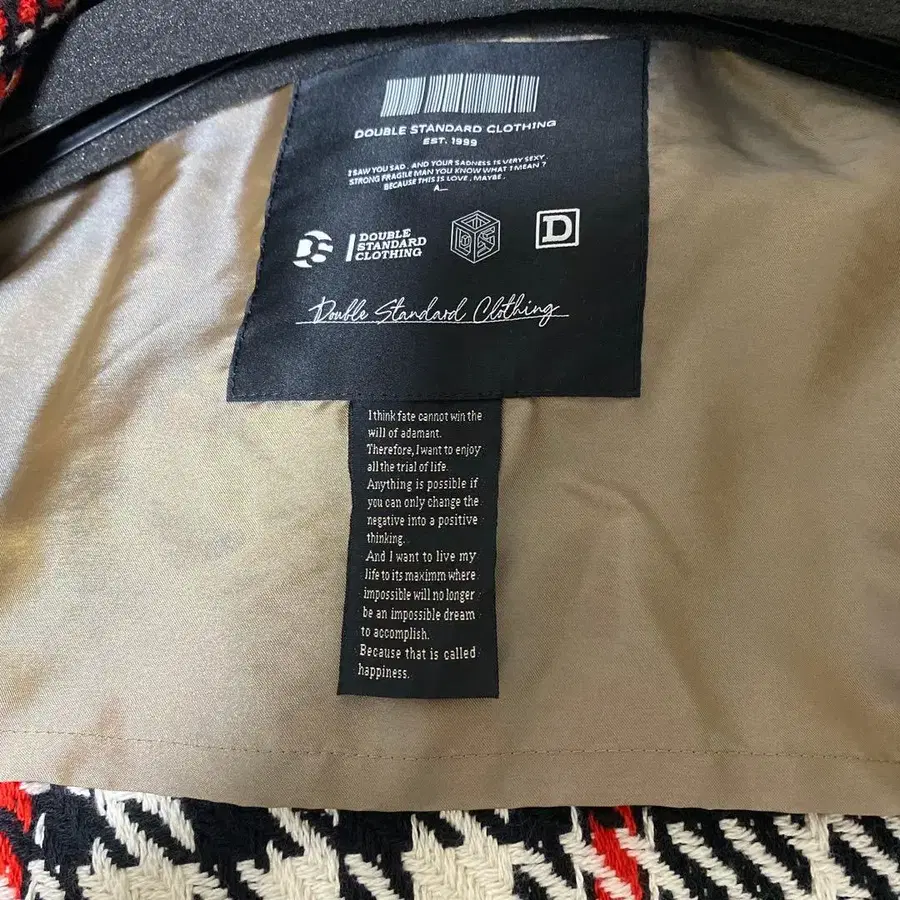 DOUBLE STANDARD CLOTHING
EST. 1999
I SAW YOU SAD. AND YOUR SADNESS IS VERY SEXY.
STRONG FRAGILE MAN YOU KNOW WHAT I MEAN ?
BECAUSE THIS IS LOVE. MAYBE.
A_
DS
DOUBLE
STANDARD
CLOTHING
D
Double Standard Clothing
I think fate cannot win the
will of adamant.
Therefore, I want to enjoy
all the trial of life.
Anything is possible if
you can only change the
negative into a positive
thinking.
And I want to live my
life to its maximm where
impossible will no longer
be an impossible dream
to accomplish.
Because that is called
happiness.